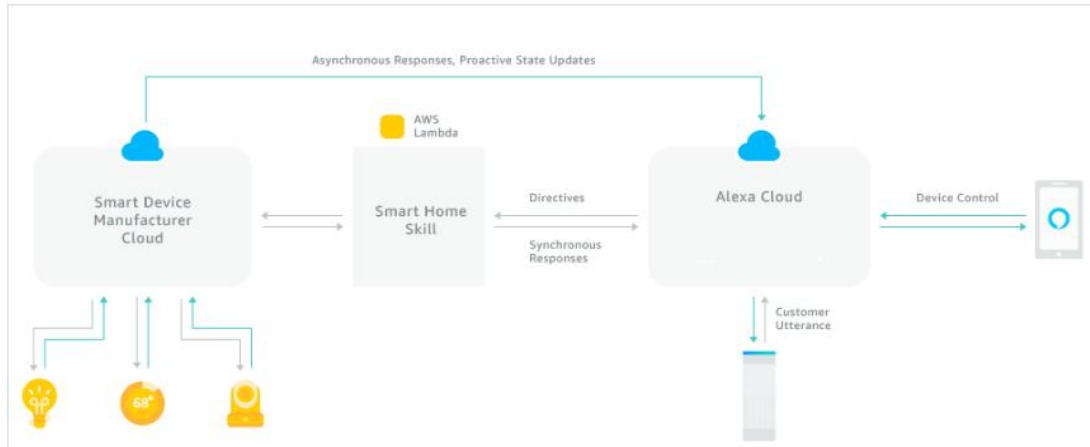 Asynchronous Responses, Proactive State Updates
AWS
Lambda
Smart Device
Manufacturer
Cloud
Smart Home
Skill
Directives
Synchronous
Responses
Alexa Cloud
Device Control
Customer
Utterance
68°